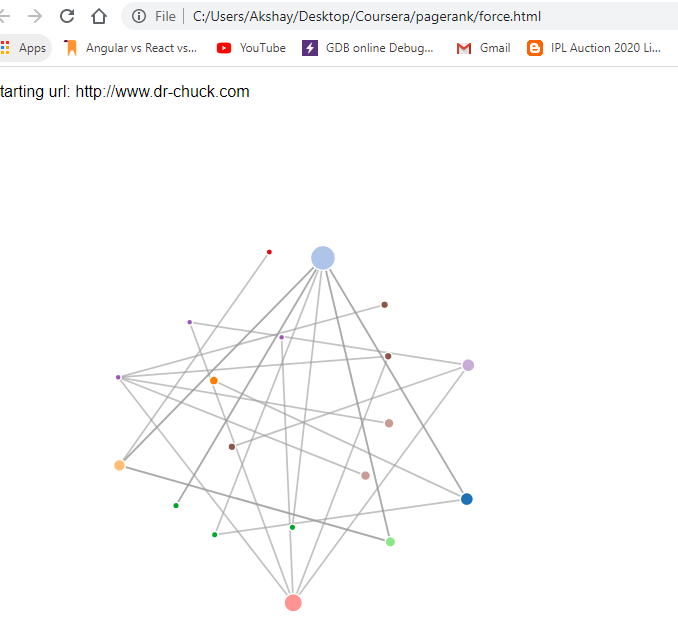 File | C:/Users/Akshay/Desktop/Coursera/pagerank/force.html
Apps Angular vs React vs... YouTube GDB online Debug... Gmail IPL Auction 2020 Li...
tarting url: http://www.dr-chuck.com